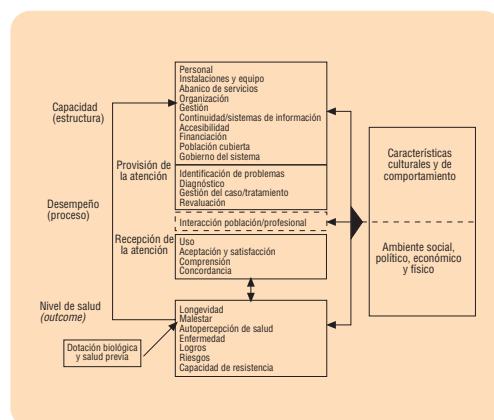 Personal
Instalaciones y equipo
Abanico de servicios
Organización
Gestión
Continuidad/sistemas de información
Accesibilidad
Financiación
Población cubierta
Gobierno del sistema
Capacidad
(estructura)
Provisión de
la atención
Identificación de problemas
Diagnóstico
Gestión del caso/tratamiento
Revaluación
Desempeño
(proceso)
Interacción población/profesional
Recepción de
la atención
Uso
Aceptación y satisfacción
Comprensión
Concordancia
Nivel de salud
(outcome)
Longevidad
Malestar
Autopercepción de salud
Enfermedad
Logros
Riesgos
Capacidad de resistencia
Dotación biológica
y salud previa
Características
culturales y de
comportamiento
Ambiente social,
político, económico
y físico